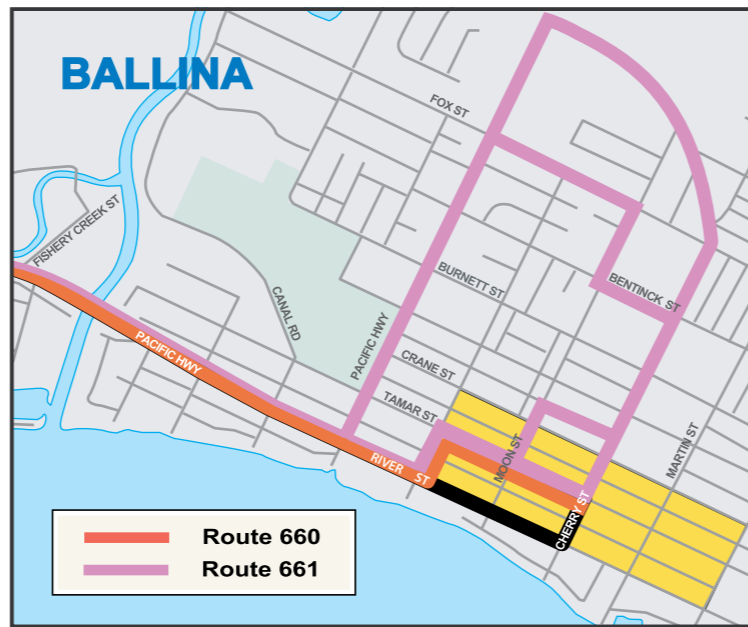 BALLINA
FOX ST
FISHERY CREEK ST
BURNETT ST
BENTINCK ST
CANAL RD
PACIFIC HWY
PACIFIC HWY
CRANE ST
TAMAR ST
MOON ST
MARTIN ST
RIVER ST
CHERRY ST
Route 660
Route 661